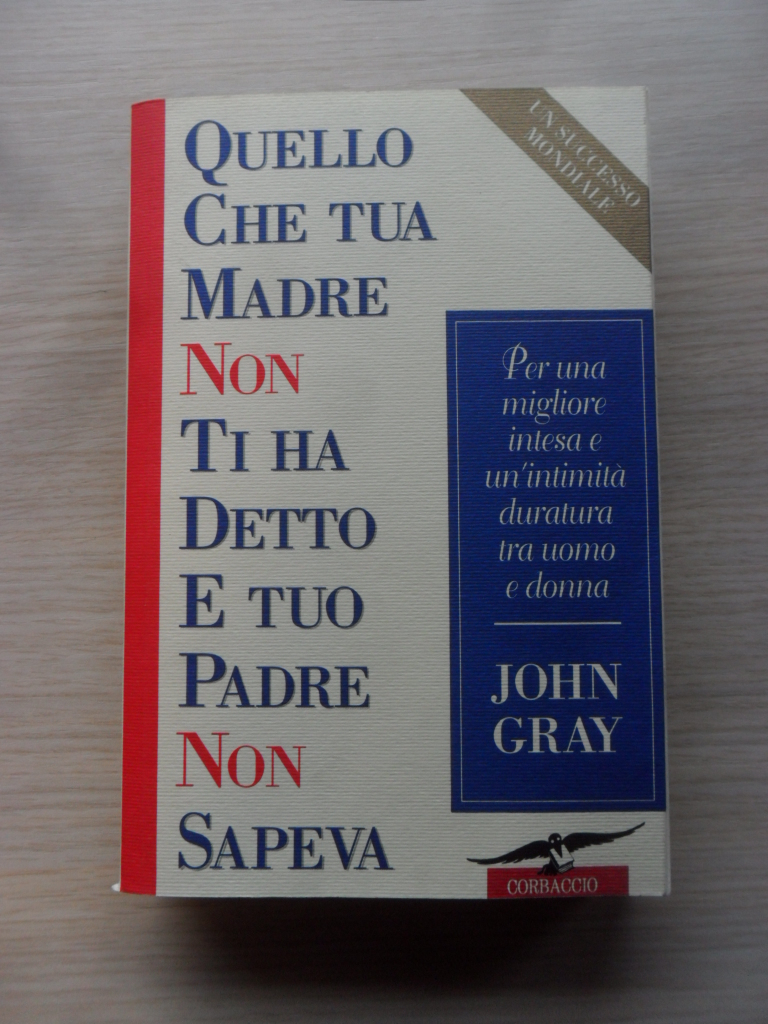 QUELLO
CHE TUA
MADRE
NON
TI HA
DETTO
E TUO
PADRE
NON
SAPEVA
UN SUCCESSO
MONDIALE
Per una
migliore
intesa e
un'intimità
duratura
tra uomo
e donna
JOHN
GRAY
CORBACCIO